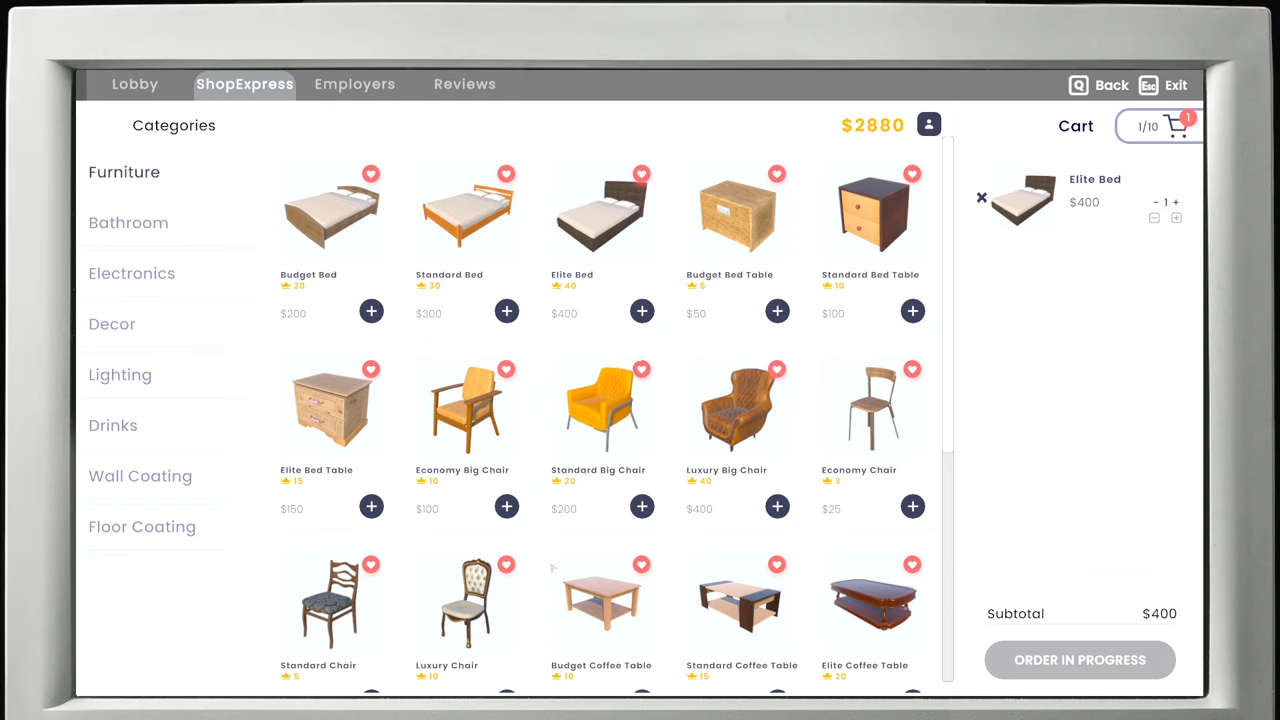 Lobby
ShopExpress
Employers
Reviews
Q Back
Esc Exit
Categories
$2880
Cart
1/10
1
Furniture
Bathroom
Electronics
Decor
Lighting
Drinks
Wall Coating
Floor Coating
Budget Bed
20
$200
Standard Bed
30
$300
Elite Bed
40
$400
Budget Bed Table
5
$50
Standard Bed Table
10
$100
Elite Bed Table
15
$150
Economy Big Chair
10
$100
Standard Big Chair
20
$200
Luxury Big Chair
40
$400
Economy Chair
3
$25
Standard Chair
5
Luxury Chair
10
Budget Coffee Table
10
Standard Coffee Table
15
Elite Coffee Table
20
Elite Bed
$400
- 1 +
Subtotal $400
ORDER IN PROGRESS